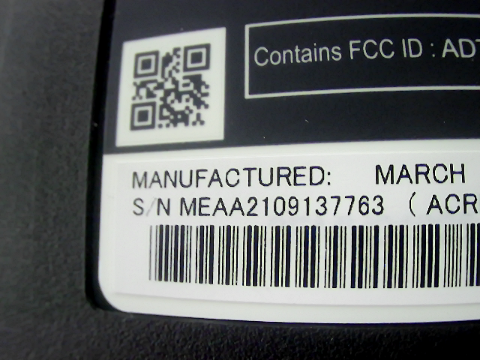 Contains FCC ID : ADT
MANUFACTURED: MARCH
S/N MEAA2109137763 ( ACR